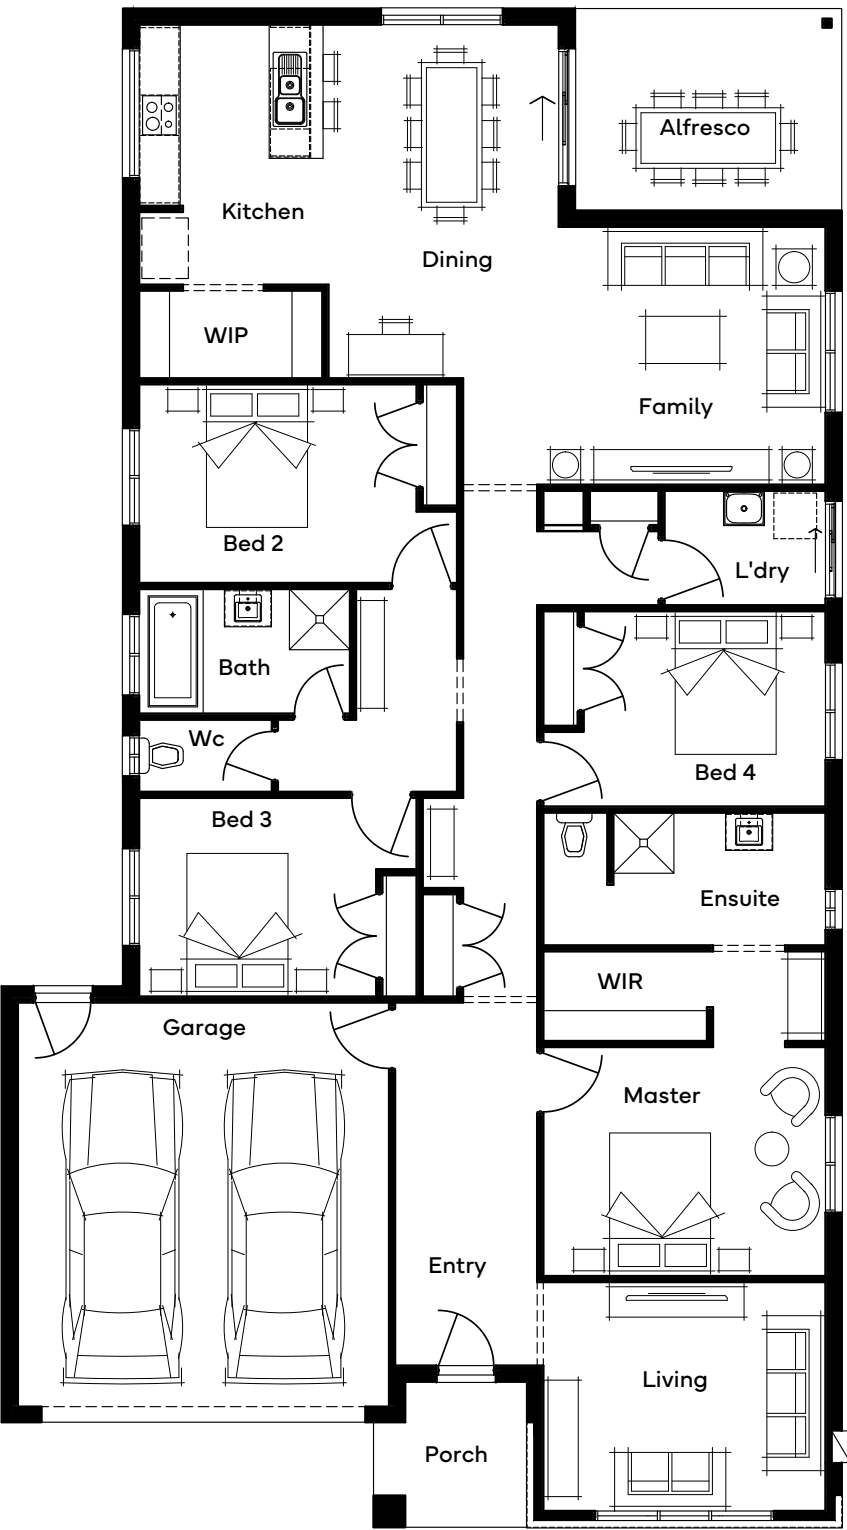 Alfresco
Kitchen
Dining
WIP
Family
Bed 2
L'dry
Bath
Wc
Bed 4
Bed 3
Ensuite
WIR
Garage
Master
Entry
Living
Porch